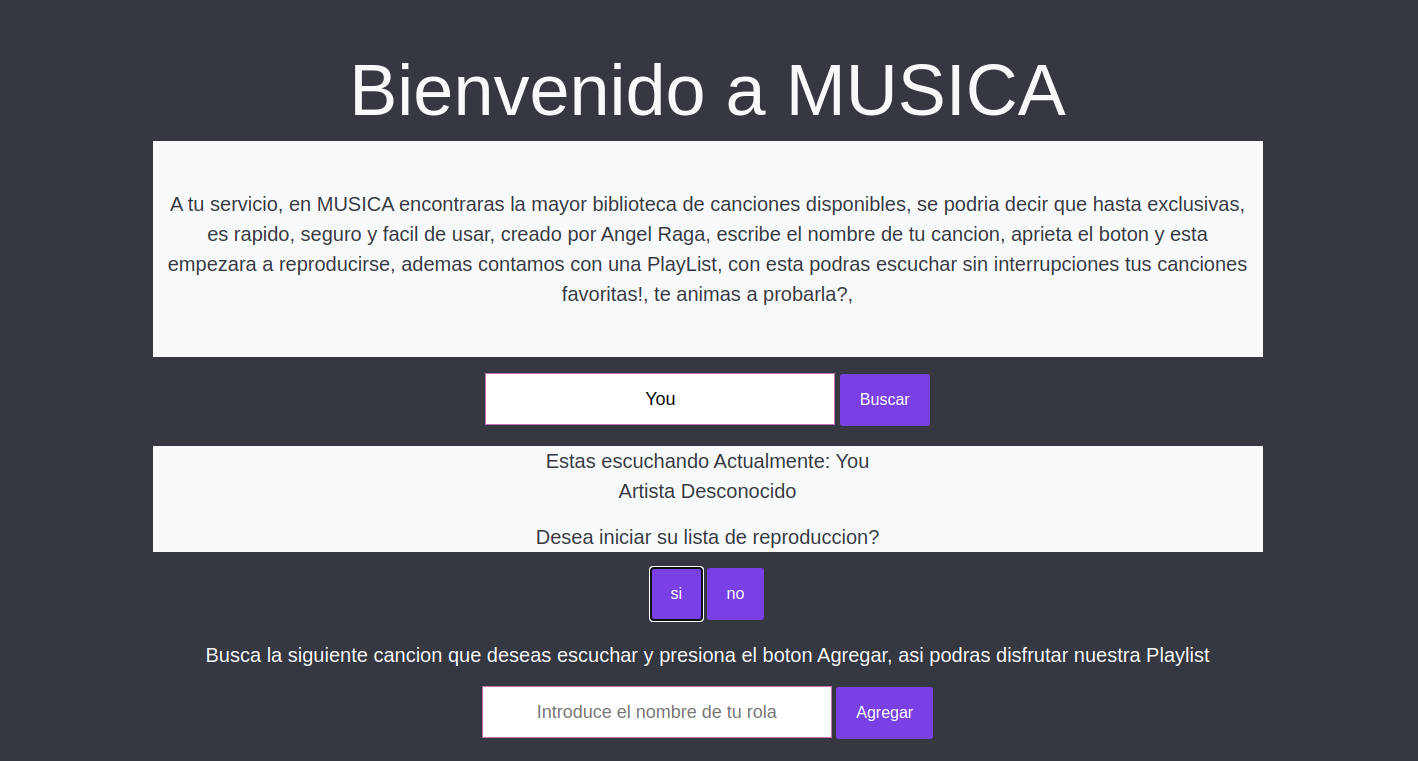 Bienvenido a MUSICA
A tu servicio, en MUSICA encontraras la mayor biblioteca de canciones disponibles, se podria decir que hasta exclusivas,
es rapido, seguro y facil de usar, creado por Angel Raga, escribe el nombre de tu cancion, aprieta el boton y esta
empezara a reproducirse, ademas contamos con una PlayList, con esta podras escuchar sin interrupciones tus canciones
favoritas!, te animas a probarla?,
You
Buscar
Estas escuchando Actualmente: You
Artista Desconocido
Desea iniciar su lista de reproduccion?
si
no
Busca la siguiente cancion que deseas escuchar y presiona el boton Agregar, asi podras disfrutar nuestra Playlist
Introduce el nombre de tu rola
Agregar